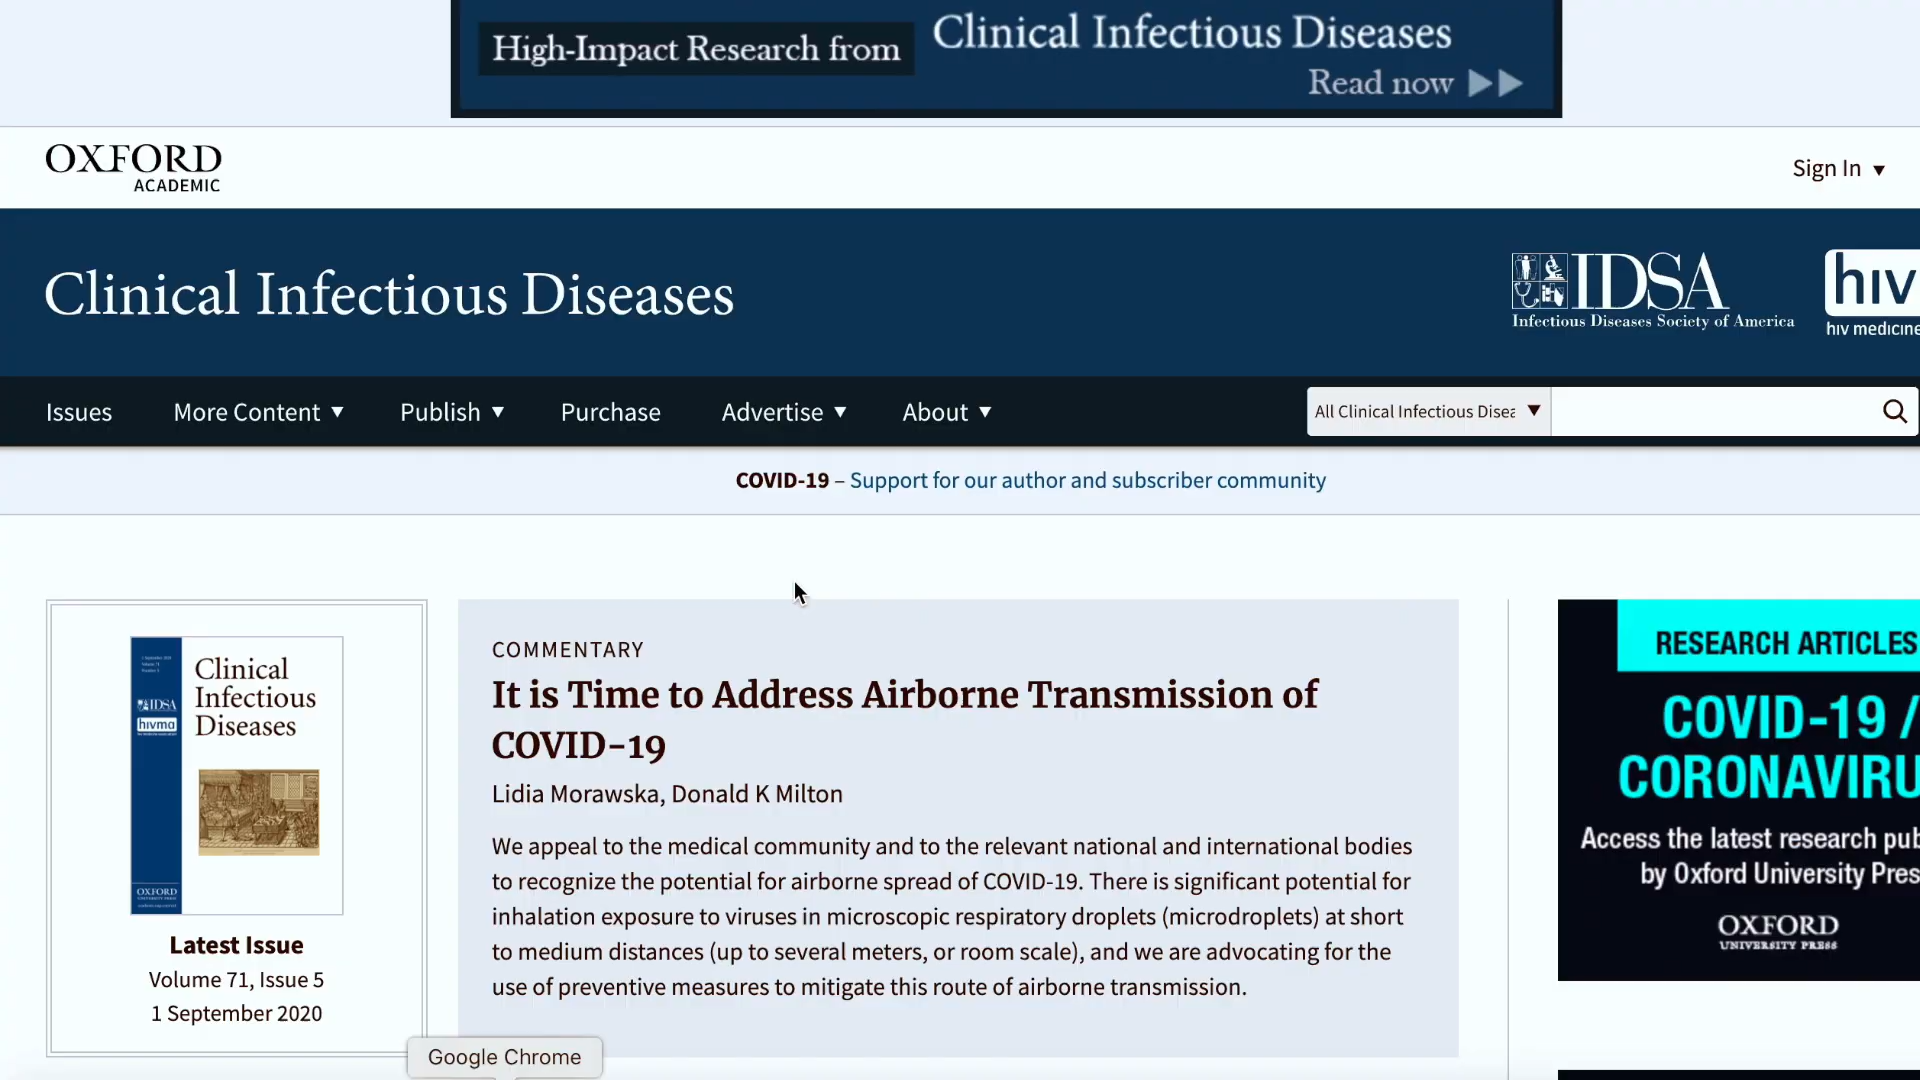 High-Impact Research from
Clinical Infectious Diseases
Read now
OXFORD
ACADEMIC
Sign In
Clinical Infectious Diseases
IDSA
Infectious Diseases Society of America
hiv
hiv medicine
Issues
More Content
Publish
Purchase
Advertise
About
All Clinical Infectious Disea
COVID-19 – Support for our author and subscriber community
Clinical
Infectious
Diseases
IDSA
hivma
OXFORD
UNIVERSITY PRESS
Latest Issue
Volume 71, Issue 5
1 September 2020
COMMENTARY
It is Time to Address Airborne Transmission of
COVID-19
Lidia Morawska, Donald K Milton
We appeal to the medical community and to the relevant national and international bodies
to recognize the potential for airborne spread of COVID-19. There is significant potential for
inhalation exposure to viruses in microscopic respiratory droplets (microdroplets) at short
to medium distances (up to several meters, or room scale), and we are advocating for the
use of preventive measures to mitigate this route of airborne transmission.
RESEARCH ARTICLES
COVID-19 /
CORONAVIRU
Access the latest research pub
by Oxford University Pres
OXFORD
UNIVERSITY PRESS
Google Chrome